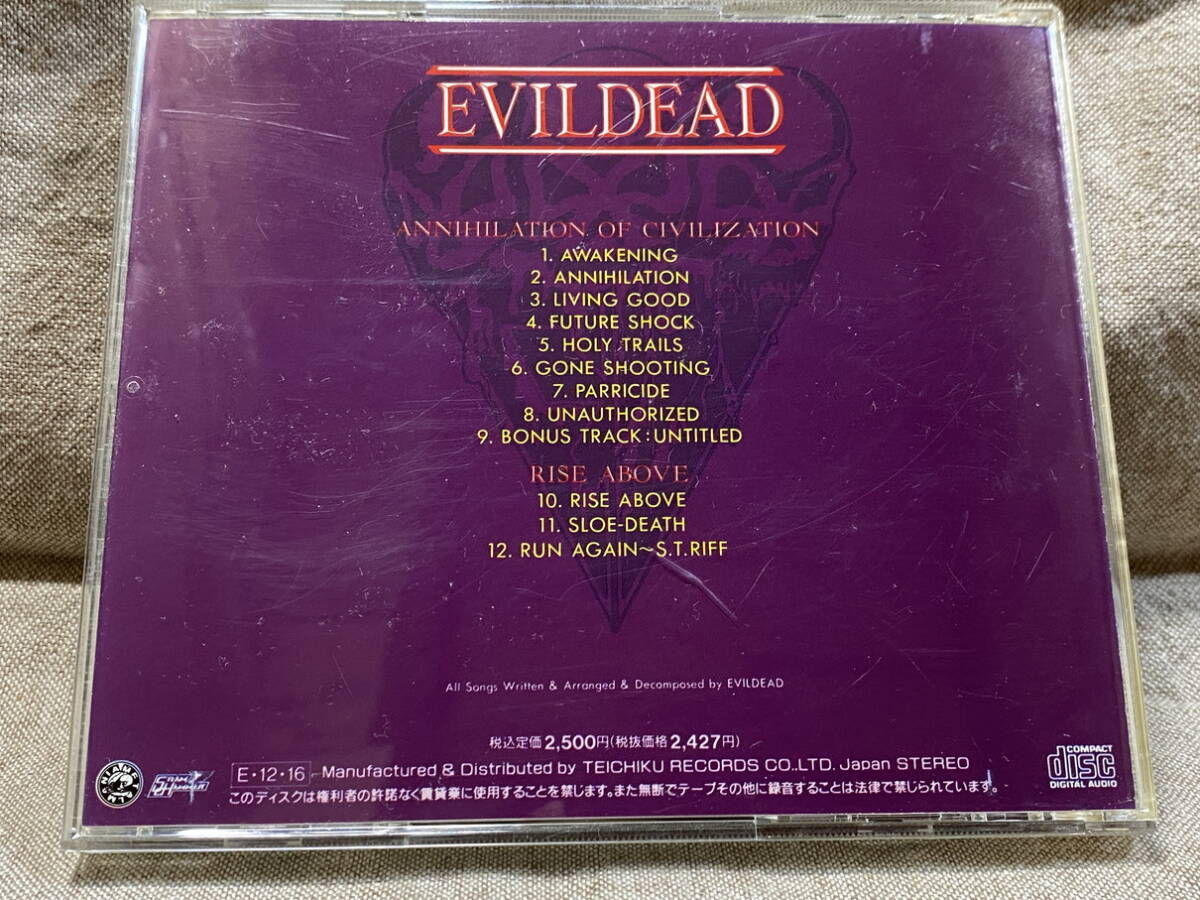 EVILDEAD
ANNIHILATION OF CIVILIZATION
1. AWAKENING
2. ANNIHILATION
3. LIVING GOOD
4. FUTURE SHOCK
5. HOLY TRAILS
6. GONE SHOOTING
7. PARRICIDE
8. UNAUTHORIZED
9. BONUS TRACK:UNTITLED
RISE ABOVE
10. RISE ABOVE
11. SLOE-DEATH
12. RUN AGAIN~S.T.RIFF
All Songs Written & Arranged & Decomposed by EVILDEAD
税込定価2,500円(税抜価格2,427円)
E・12・16 Manufactured & Distributed by TEICHIKU RECORDS CO.,LTD. Japan STEREO
このディスクは権利者の許諾なく賃貸業に使用することを禁じます。また無断でテープその他に録音することは法律で禁じられています。
COMPACT
disc
DIGITAL AUDIO